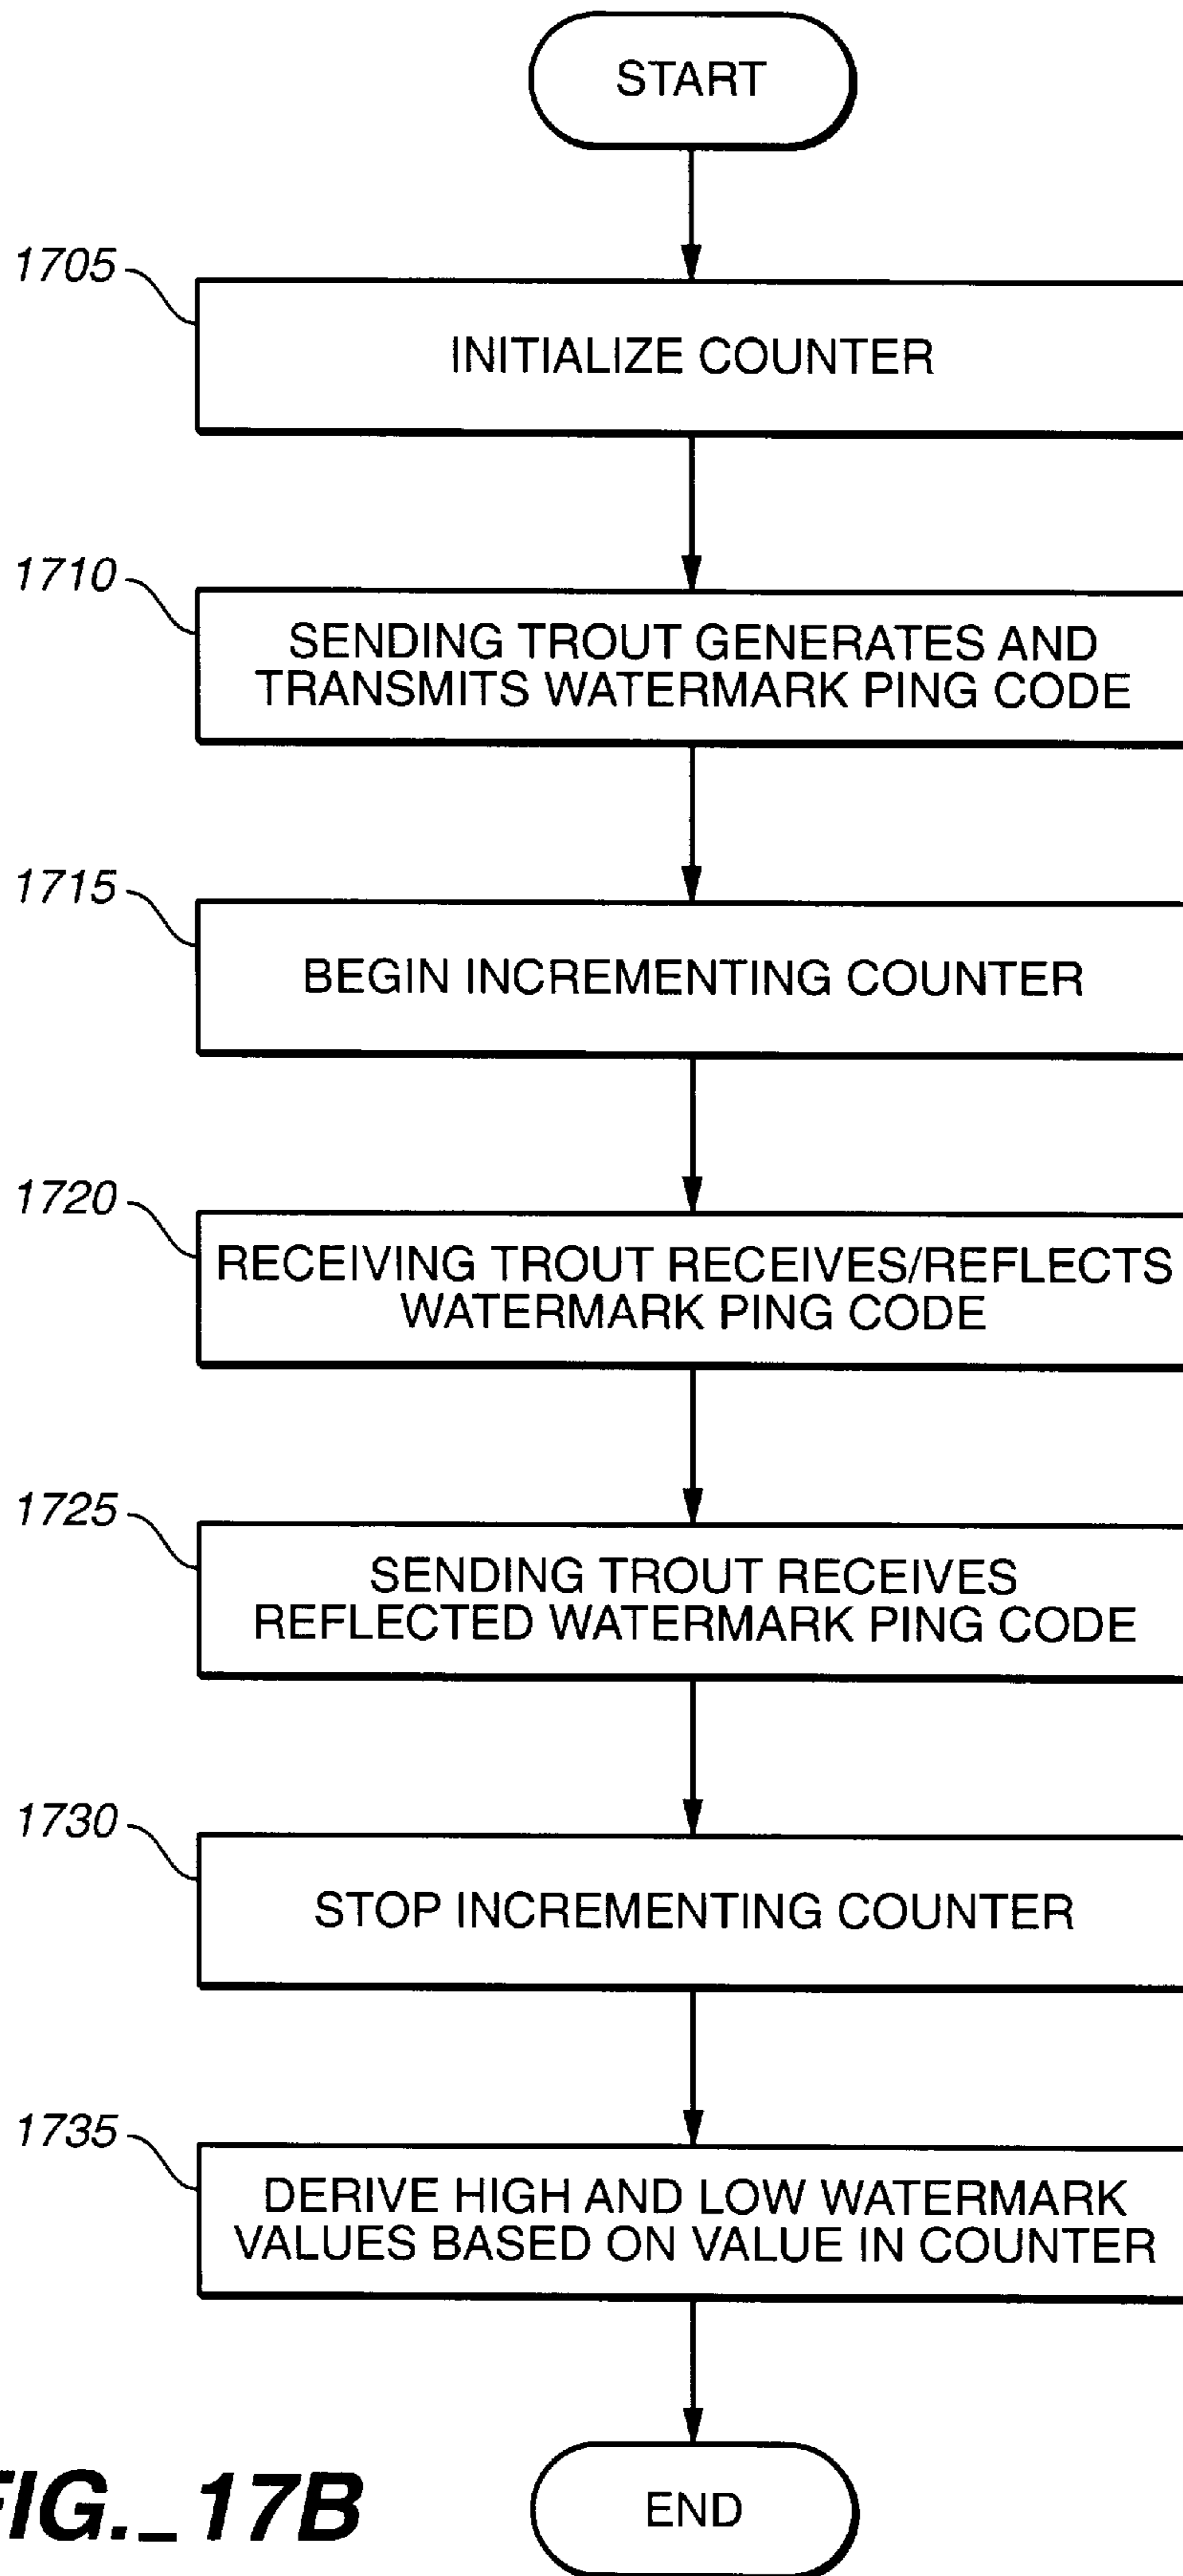 START
1705
INITIALIZE COUNTER
1710
SENDING TROUT GENERATES AND
TRANSMITS WATERMARK PING CODE
1715
BEGIN INCREMENTING COUNTER
1720
RECEIVING TROUT RECEIVES/REFLECTS
WATERMARK PING CODE
1725
SENDING TROUT RECEIVES
REFLECTED WATERMARK PING CODE
1730
STOP INCREMENTING COUNTER
1735
DERIVE HIGH AND LOW WATERMARK
VALUES BASED ON VALUE IN COUNTER
END
FIG._17B